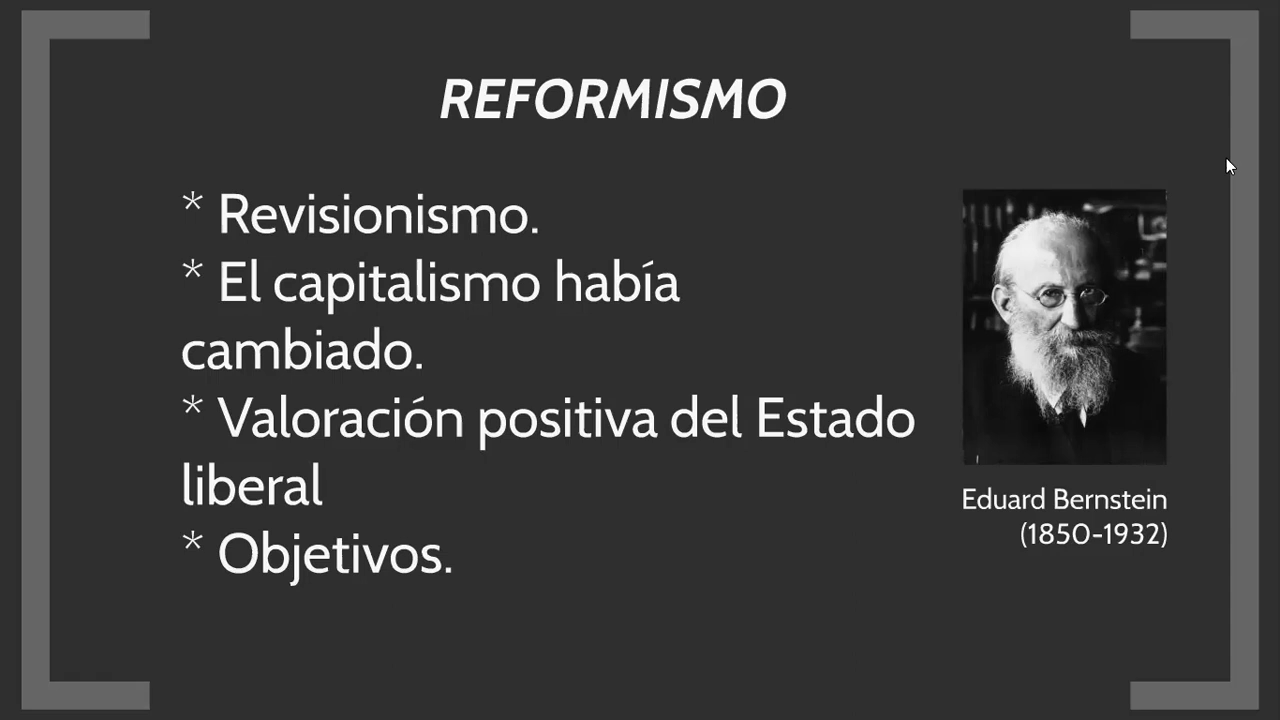 REFORMISMO
* Revisionismo.
* El capitalismo había
cambiado.
* Valoración positiva del Estado
liberal
* Objetivos.
Eduard Bernstein
(1850-1932)